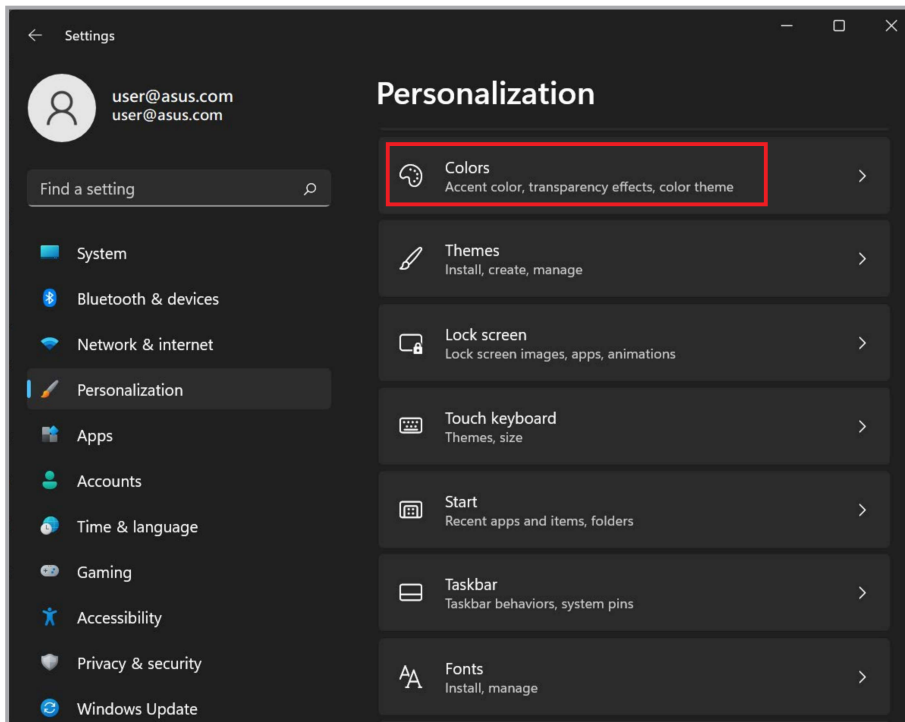 Settings
user@asus.com
user@asus.com
Find a setting
System
Bluetooth & devices
Network & internet
Personalization
Apps
Accounts
Time & language
Gaming
Accessibility
Privacy & security
Windows Update
Personalization
Colors
Accent color, transparency effects, color theme
Themes
Install, create, manage
Lock screen
Lock screen images, apps, animations
Touch keyboard
Themes, size
Start
Recent apps and items, folders
Taskbar
Taskbar behaviors, system pins
Fonts
Install, manage